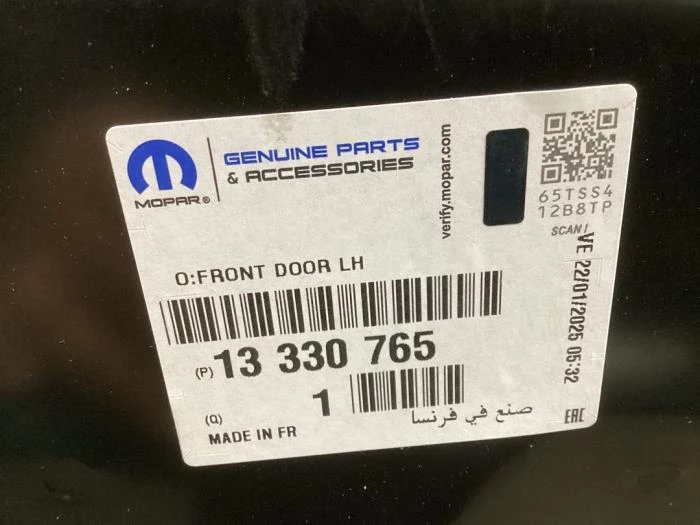 MOPAR®
GENUINE PARTS
& ACCESSORIES
verify.mopar.com
65TSS4
12B8TP
SCAN!
VE 22/01/2025 05:32
O:FRONT DOOR LH
(P) 13 330 765
(Q) 1
MADE IN FR
صنع في فرنسا
EAC